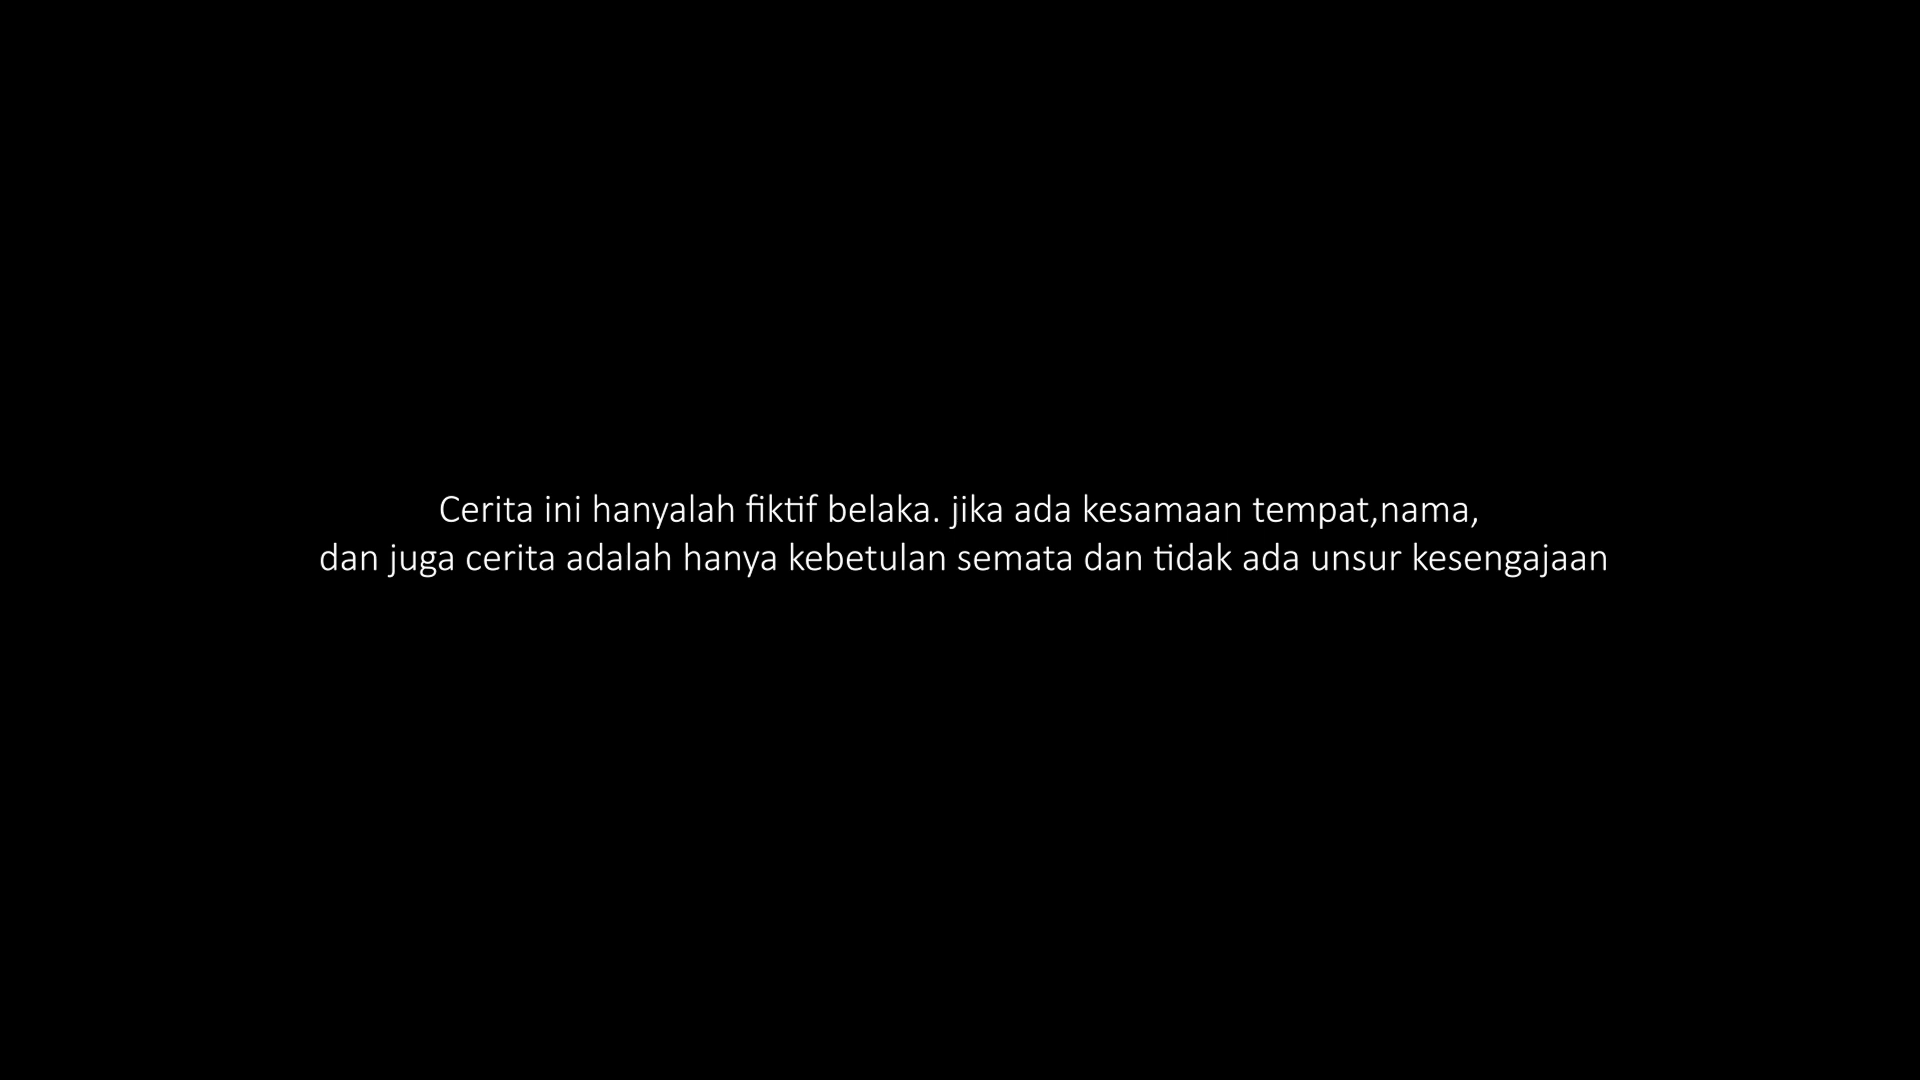 Cerita ini hanyalah fiktif belaka. jika ada kesamaan tempat,nama,
dan juga cerita adalah hanya kebetulan semata dan tidak ada unsur kesengajaan